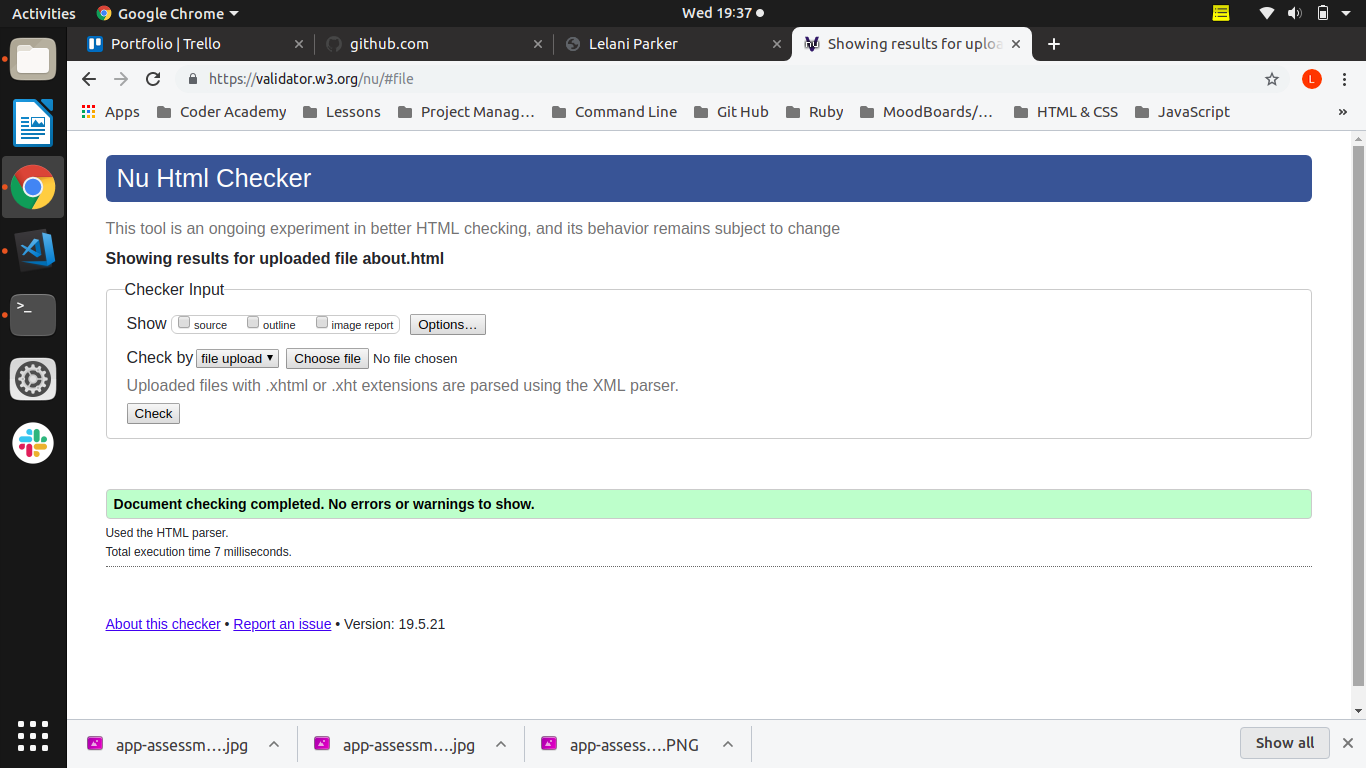 Activities Google Chrome Wed 19:37
Portfolio | Trello github.com Lelani Parker Showing results for uploa
https://validator.w3.org/nu/#file L
Apps Coder Academy Lessons Project Manag… Command Line Git Hub Ruby MoodBoards/… HTML & CSS JavaScript »
Nu Html Checker
This tool is an ongoing experiment in better HTML checking, and its behavior remains subject to change
Showing results for uploaded file about.html
Checker Input
Show source outline image report Options…
Check by file upload Choose file No file chosen
Uploaded files with .xhtml or .xht extensions are parsed using the XML parser.
Check
Document checking completed. No errors or warnings to show.
Used the HTML parser.
Total execution time 7 milliseconds.
About this checker • Report an issue • Version: 19.5.21
app-assessm….jpg app-assessm….jpg app-assess….PNG Show all